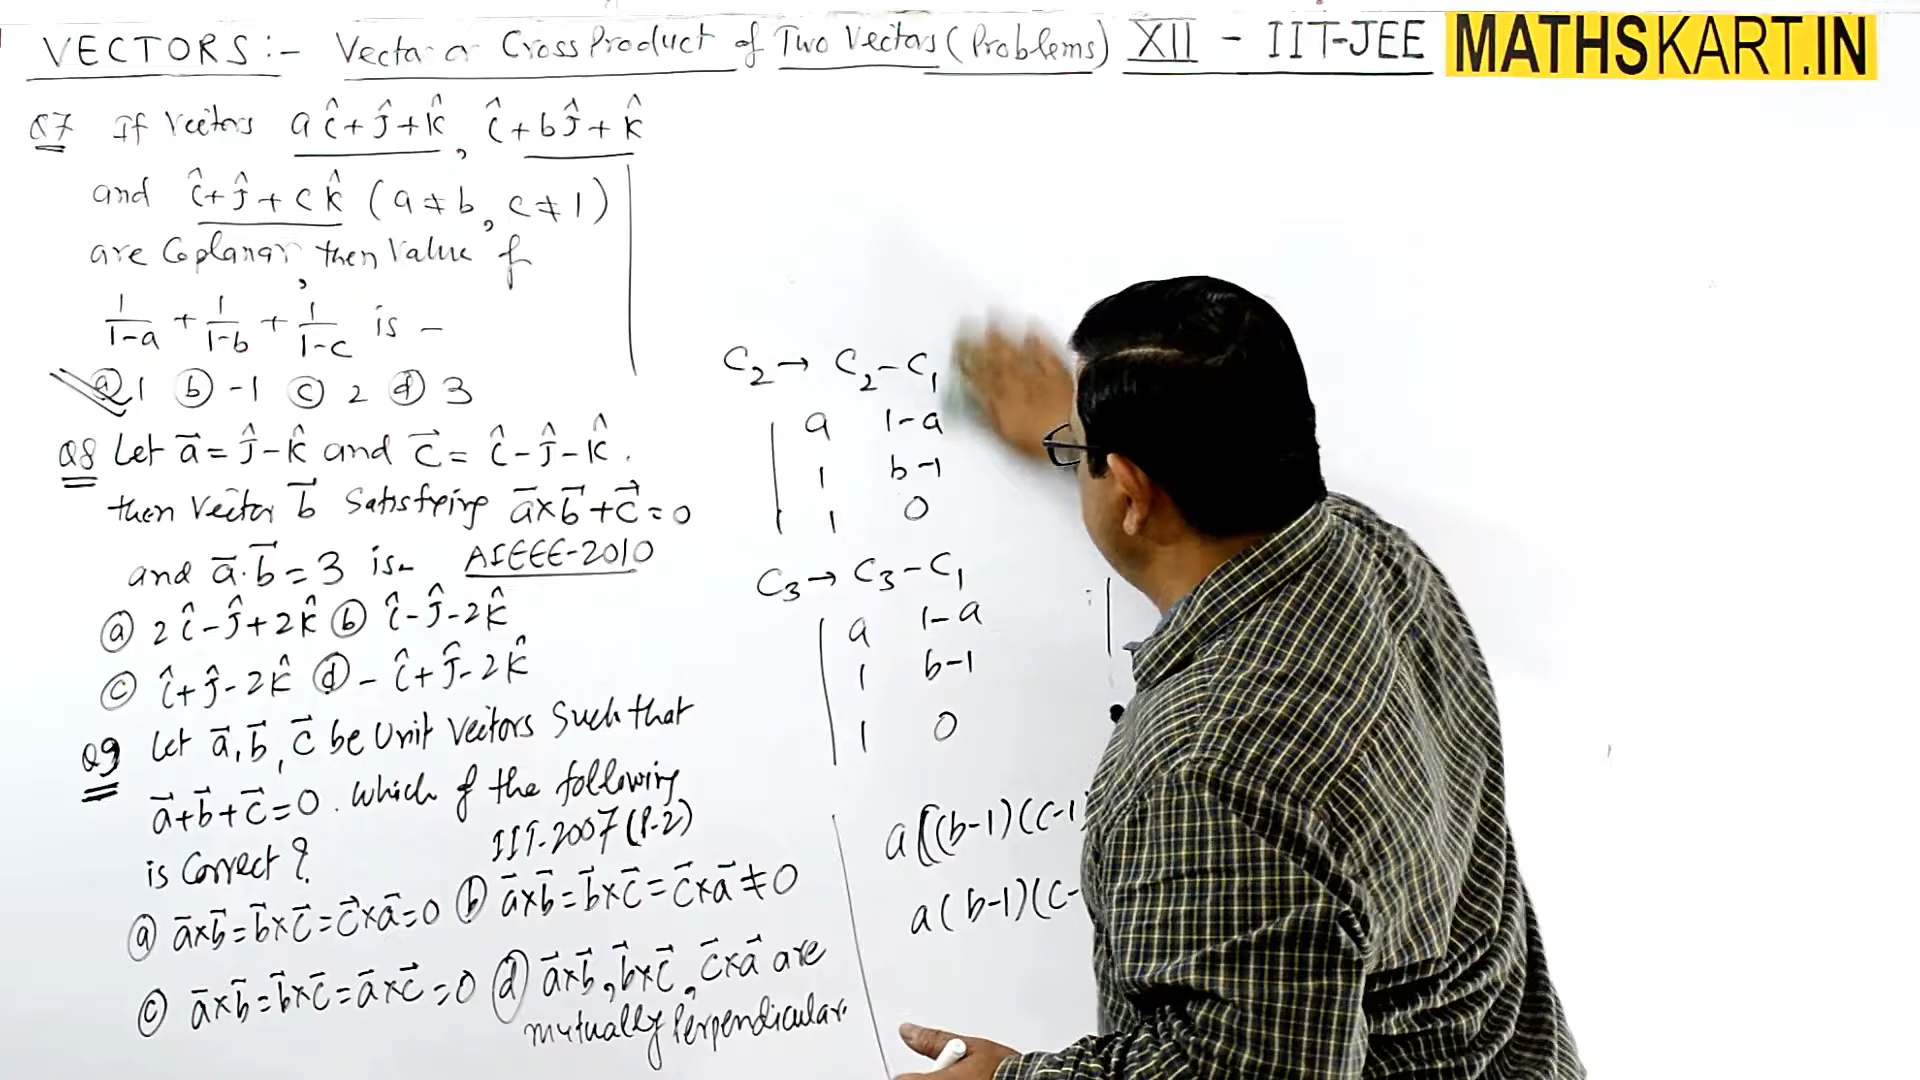 VECTORS:- Vector or Cross Product of Two Vectors (Problems) XII - IIT-JEE MATHSKART.IN
Q7 If Vectors aî+ĵ+k̂, î+bĵ+k̂
and î+ĵ+ck̂ (a≠b, c≠1)
are Coplanar, then Value of
1/(1-a) + 1/(1-b) + 1/(1-c) is -
(a) 1 (b) -1 (c) 2 (d) 3
Q8 Let a⃗ = ĵ-k̂ and c⃗ = î-ĵ-k̂.
then Vector b⃗ Satisfying a⃗×b⃗+c⃗=0
and a⃗.b⃗=3 is- AIEEE-2010
(a) 2î-ĵ+2k̂ (b) î-ĵ-2k̂
(c) î+ĵ-2k̂ (d) -î+ĵ-2k̂
Q9 Let a⃗, b⃗, c⃗ be Unit Vectors Such that
a⃗+b⃗+c⃗=0. Which of the following
is Correct? IIT-2007(P-2)
(a) a⃗×b⃗=b⃗×c⃗=c⃗×a⃗=0 (b) a⃗×b⃗=b⃗×c⃗=c⃗×a⃗≠0
(c) a⃗×b⃗=b⃗×c⃗=a⃗×c⃗=0 (d) a⃗×b⃗, b⃗×c⃗, c⃗×a⃗ are
mutually Perpendicular.
C₂→ C₂-C₁
| a 1-a
1 b-1
| 1 0
C₃→ C₃-C₁
| a 1-a
1 b-1
| 1 0
a[(b-1)(c-1)
a(b-1)(c-